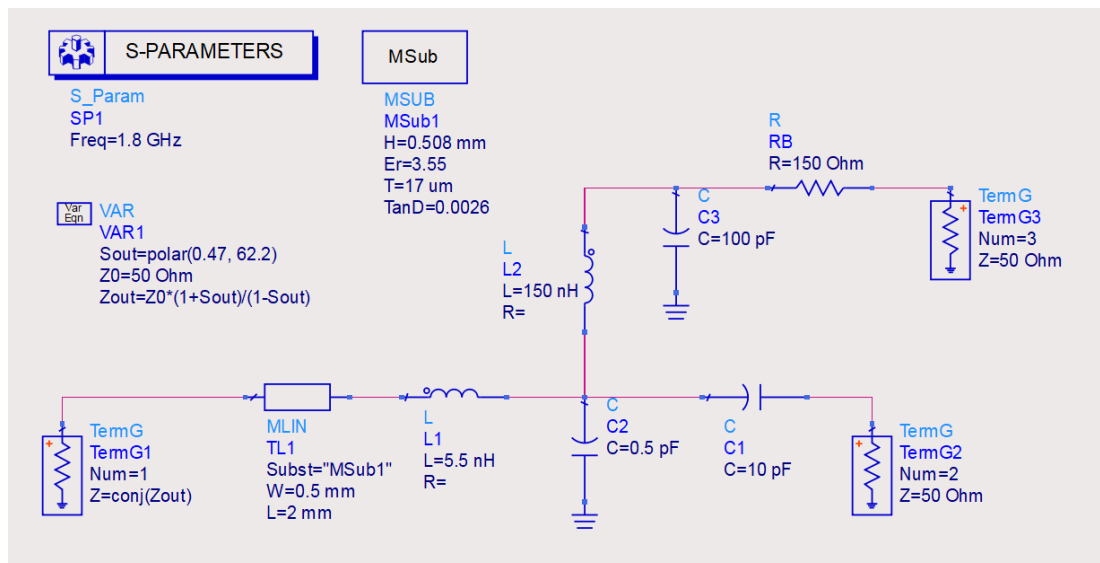 S-PARAMETERS
S_Param
SP1
Freq=1.8 GHz
MSub
MSUB
MSub1
H=0.508 mm
Er=3.55
T=17 um
TanD=0.0026
Var
Eqn
VAR
VAR1
Sout=polar(0.47, 62.2)
Z0=50 Ohm
Zout=Z0*(1+Sout)/(1-Sout)
R
RB
R=150 Ohm
C
C3
C=100 pF
+
TermG
TermG3
Num=3
Z=50 Ohm
L
L2
L=150 nH
R=
+
TermG
TermG1
Num=1
Z=conj(Zout)
MLIN
TL1
Subst="MSub1"
W=0.5 mm
L=2 mm
L
L1
L=5.5 nH
R=
C
C2
C=0.5 pF
C
C1
C=10 pF
+
TermG
TermG2
Num=2
Z=50 Ohm